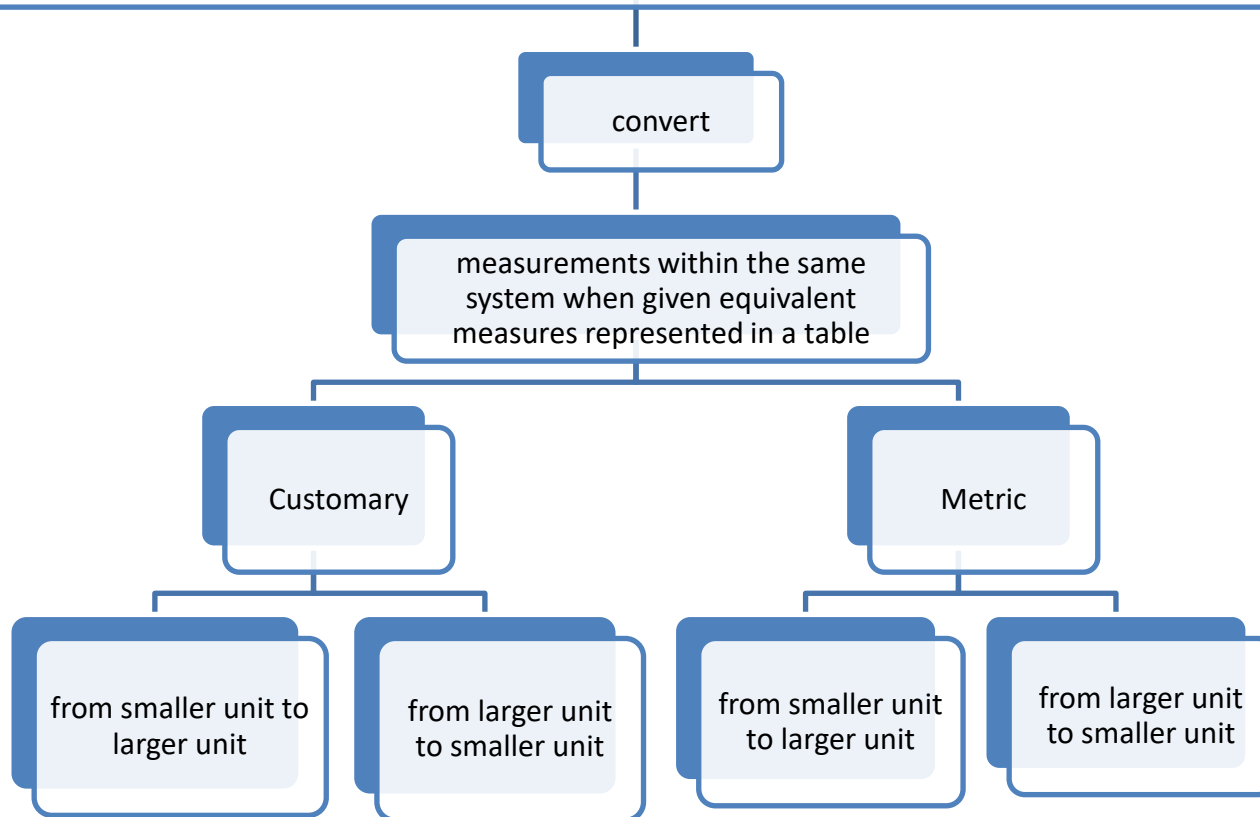 convert
measurements within the same
system when given equivalent
measures represented in a table
Customary
Metric
from smaller unit to
larger unit
from larger unit
to smaller unit
from smaller unit
to larger unit
from larger unit
to smaller unit